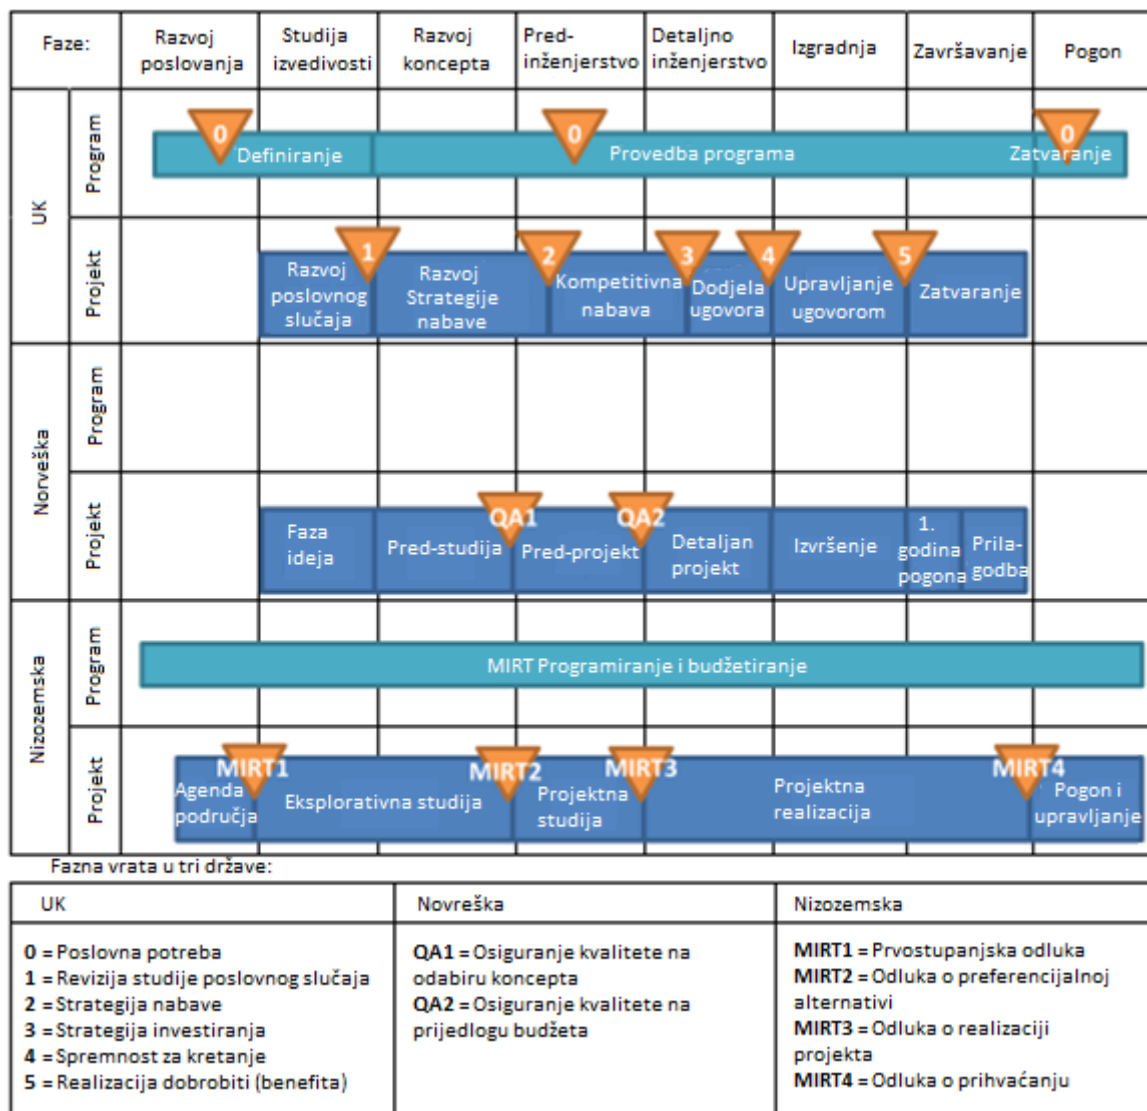 Faze:
Razvoj
poslovanja
Studija
izvedivosti
Razvoj
koncepta
Pred-
inženjerstvo
Detaljno
inženjerstvo
Izgradnja
Završavanje
Pogon
UK
Program
0
0
0
Definiranje
Provedba programa
Zatvaranje
Projekt
1
2
3
4
5
Razvoj
poslovnog
slučaja
Razvoj
Strategije
nabave
Kompetitivna
nabava
Dodjela
ugovora
Upravljanje
ugovorom
Zatvaranje
Norveška
Program
Projekt
QA1
QA2
Faza
ideja
Pred-studija
Pred-projekt
Detaljan
projekt
Izvršenje
1.
godina
pogona
Prila-
godba
Nizozemska
Program
MIRT Programiranje i budžetiranje
Projekt
MIRT1
MIRT2
MIRT3
MIRT4
Agenda
područja
Eksplorativna studija
Projektna
studija
Projektna
realizacija
Pogon i
upravljanje
Fazna vrata u tri države:
UK
0 = Poslovna potreba
1 = Revizija studije poslovnog slučaja
2 = Strategija nabave
3 = Strategija investiranja
4 = Spremnost za kretanje
5 = Realizacija dobrobiti (benefita)
Novreška
QA1 = Osiguranje kvalitete na
odabiru koncepta
QA2 = Osiguranje kvalitete na
prijedlogu budžeta
Nizozemska
MIRT1 = Prvostupanjska odluka
MIRT2 = Odluka o preferencijalnoj
alternativi
MIRT3 = Odluka o realizaciji
projekta
MIRT4 = Odluka o prihvaćanju